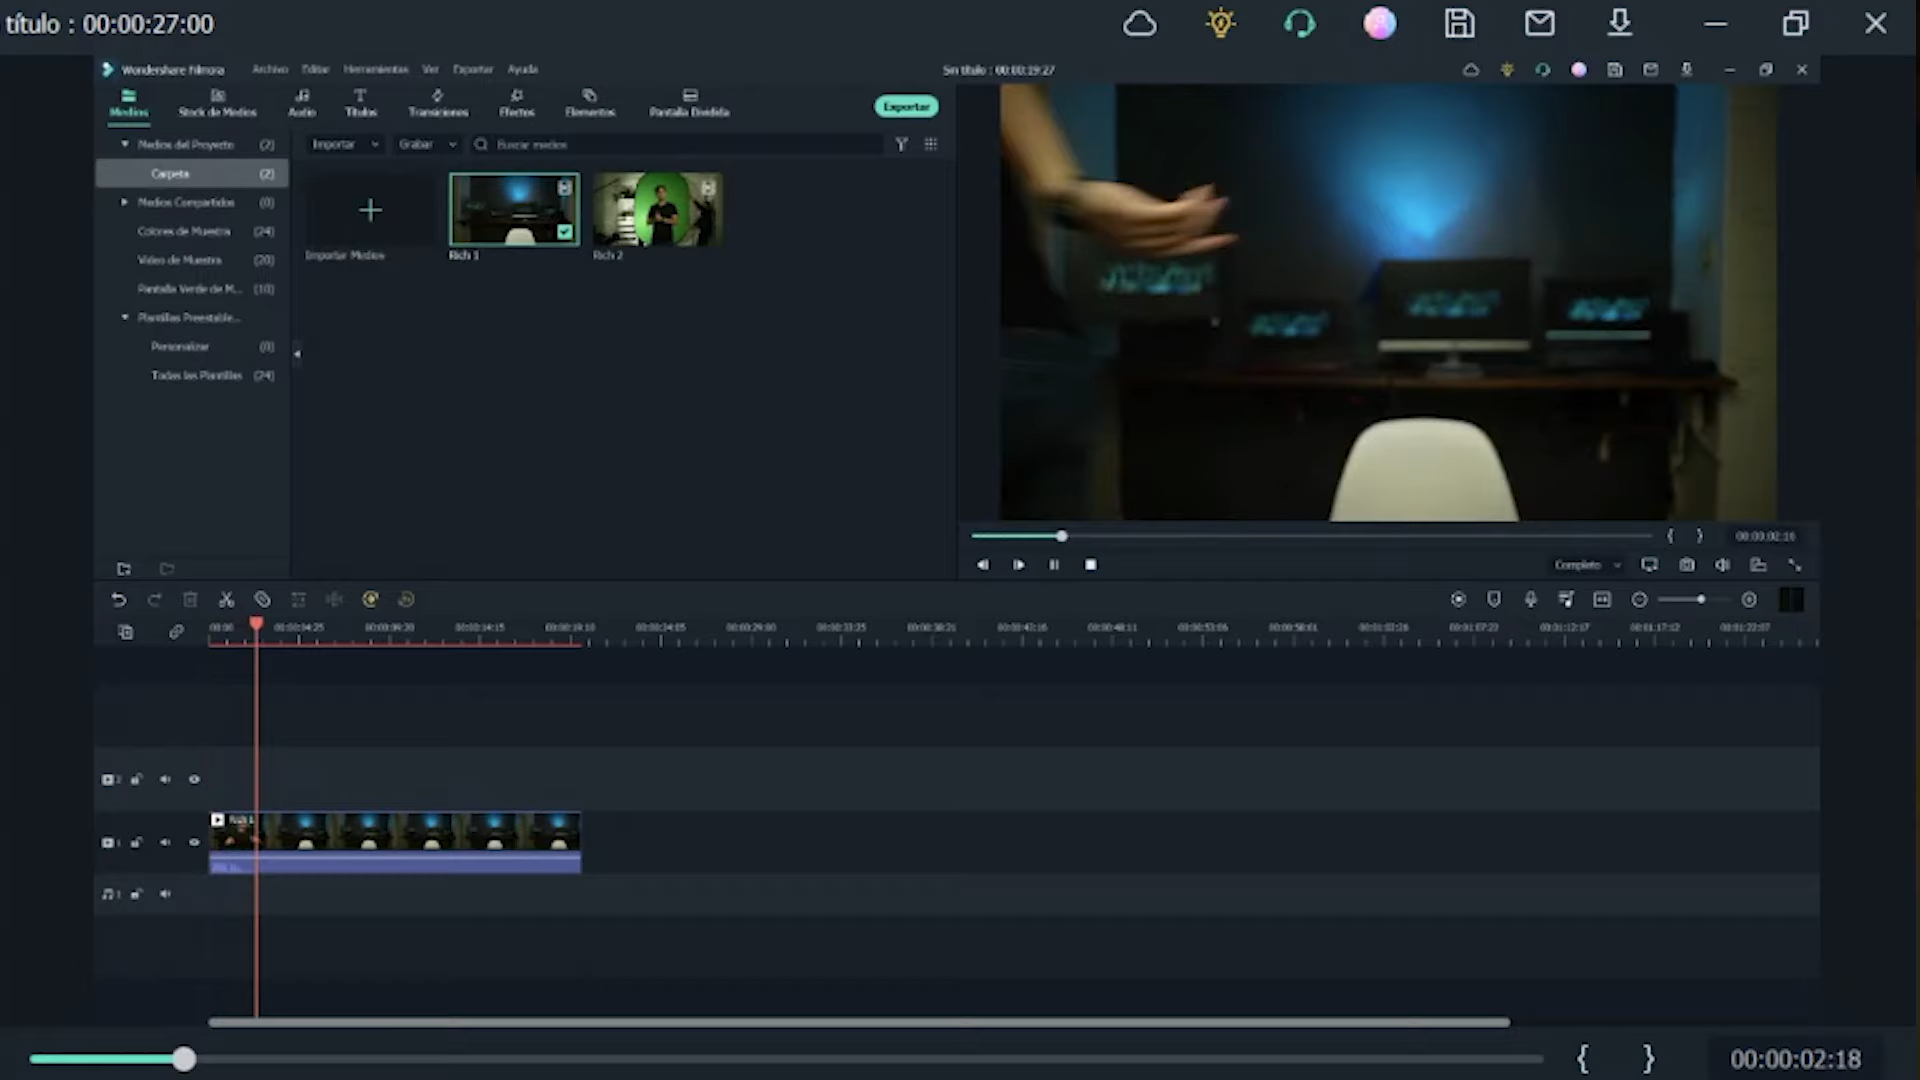 título : 00:00:27:00
Wondershare Filmora Archivo Editar Herramientas Ver Exportar Ayuda
Sin título : 00:00:19:27
Medios Stock de Medios Audio Títulos Transiciones Efectos Elementos Pantalla Dividida
Exportar
Medios del Proyecto (2)
Importar Grabar Buscar medios
Carpeta (2)
Medios Compartidos (0)
Colores de Muestra (24)
Video de Muestra (20)
Pantalla Verde de M... (10)
Plantillas Preestable...
Personalizar (0)
Todas las Plantillas (24)
Importar Medios
Rich 1
Rich 2
{ } 00:00:02:16
Completo
00:00 00:00:04:25 00:00:09:20 00:00:14:15 00:00:19:10 00:00:24:05 00:00:29:00 00:00:33:25 00:00:38:21 00:00:43:16 00:00:48:11 00:00:53:06 00:00:58:01 00:01:02:26 00:01:07:22 00:01:12:17 00:01:17:12 00:01:22:07
2
Rich 1
1
1
{ } 00:00:02:18